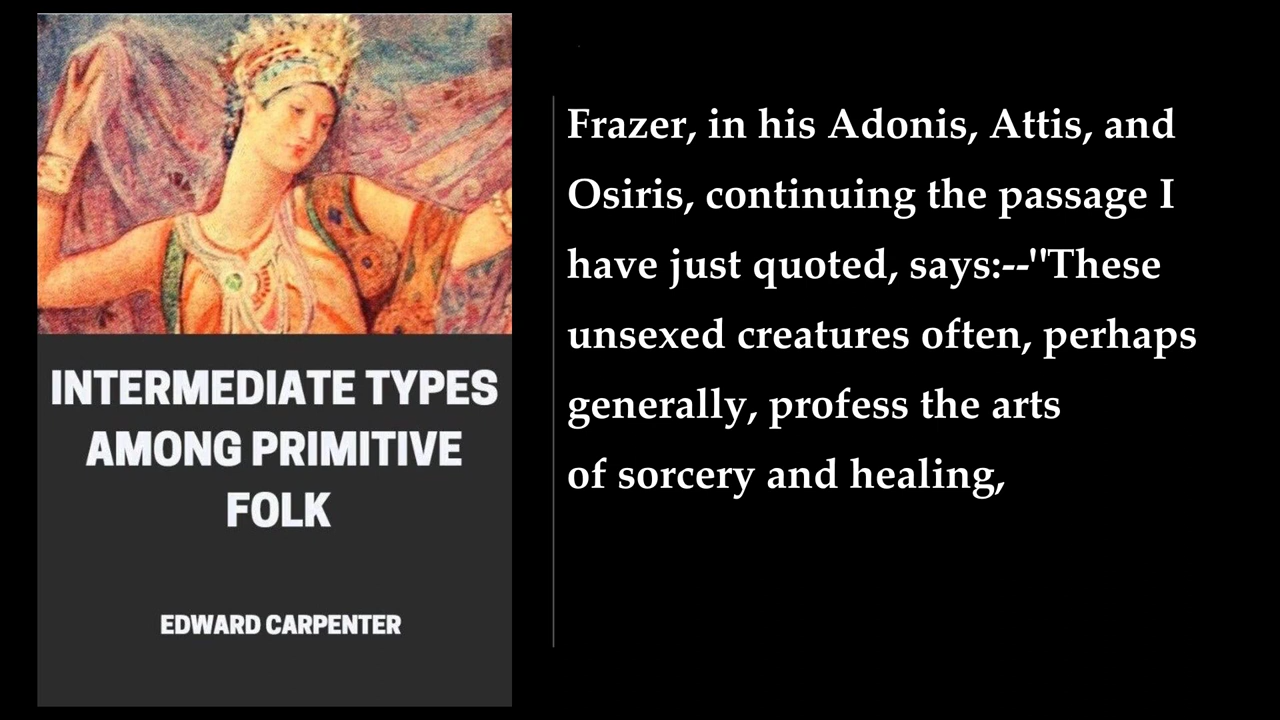 INTERMEDIATE TYPES
AMONG PRIMITIVE
FOLK
EDWARD CARPENTER
Frazer, in his Adonis, Attis, and
Osiris, continuing the passage I
have just quoted, says:--"These
unsexed creatures often, perhaps
generally, profess the arts
of sorcery and healing,